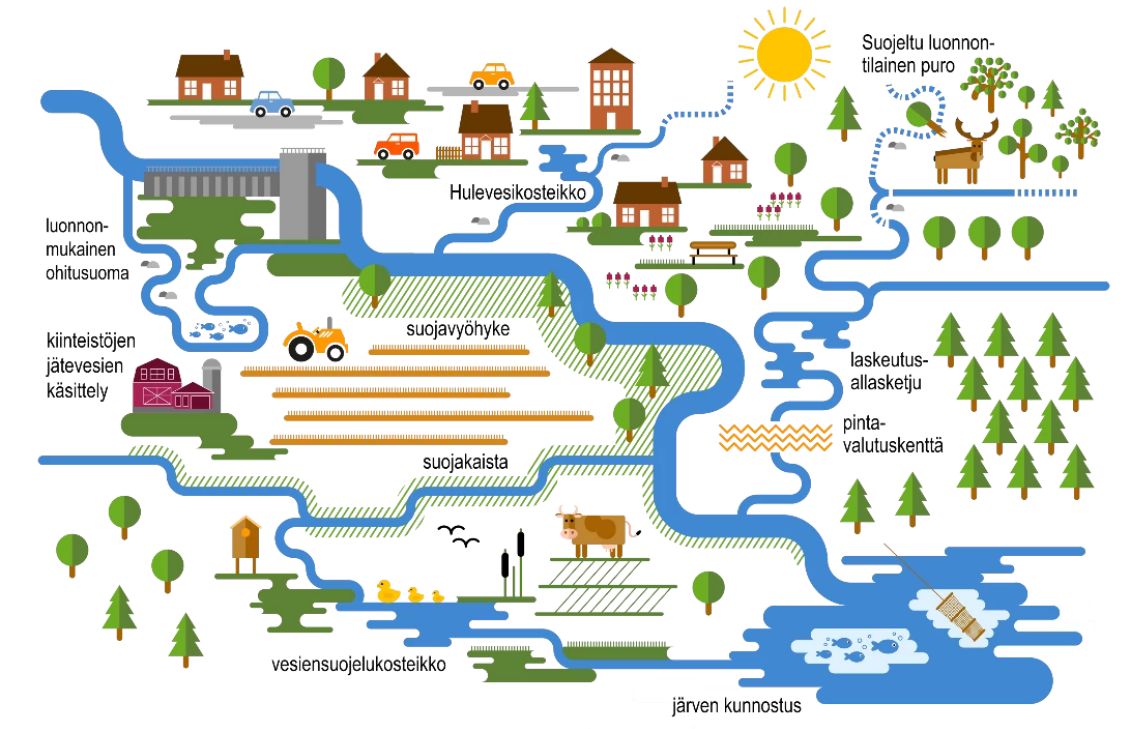 Suojeltu luonnon-
tilainen puro
Hulevesikosteikko
luonnon-
mukainen
ohitusuoma
kiinteistöjen
jätevesien
käsittely
suojavyöhyke
laskeutus-
allasketju
pinta-
valutuskenttä
suojakaista
vesiensuojelukosteikko
järven kunnostus